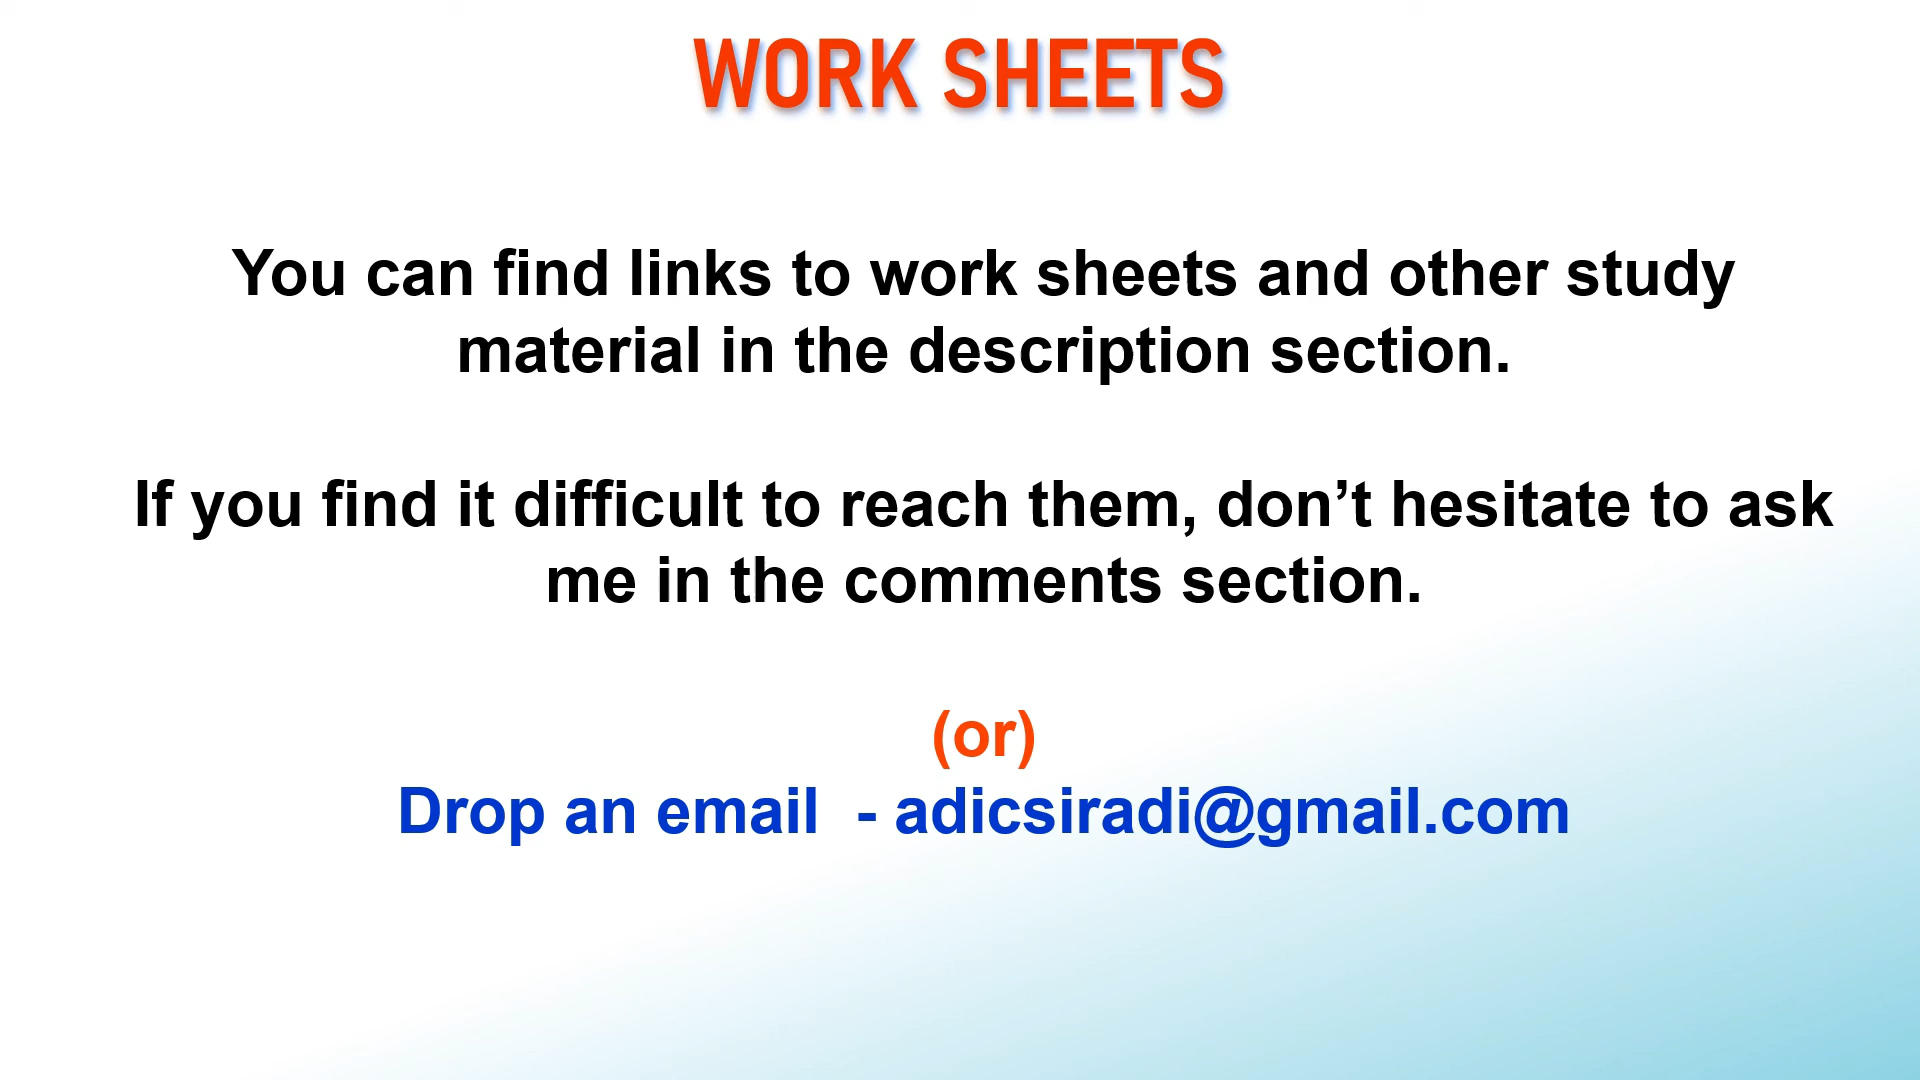 WORK SHEETS
You can find links to work sheets and other study
material in the description section.
If you find it difficult to reach them, don’t hesitate to ask
me in the comments section.
(or)
Drop an email  - adicsiradi@gmail.com